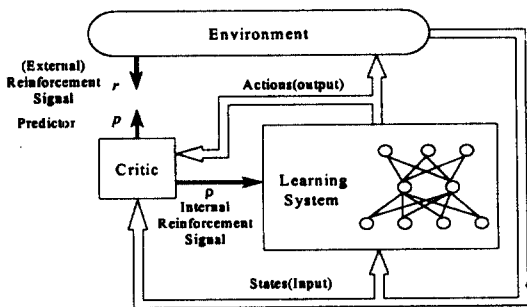 Environment
(External)
Reinforcement
Signal
r
Actions(output)
Predictor
p
Critic
Learning
System
ρ
Internal
Reinforcement
Signal
States(Input)